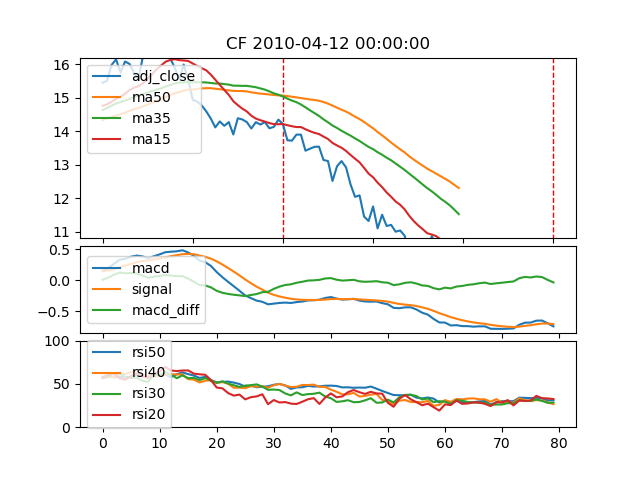 CF 2010-04-12 00:00:00
16
15
14
13
12
11
adj_close
ma50
ma35
ma15
0.5
0.0
−0.5
macd
signal
macd_diff
100
50
0
rsi50
rsi40
rsi30
rsi20
0 10 20 30 40 50 60 70 80